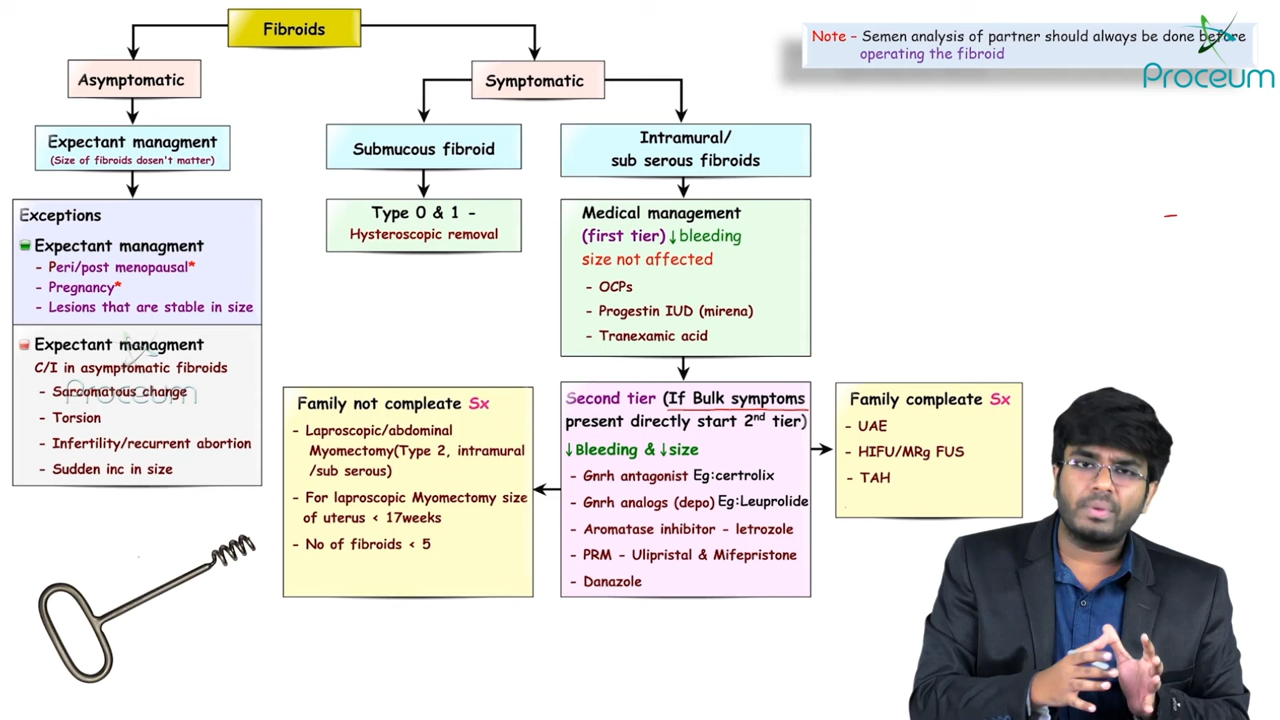 Fibroids
Note – Semen analysis of partner should always be done before
operating the fibroid
Proceum
Asymptomatic
Symptomatic
Expectant managment
(Size of fibroids dosen't matter)
Submucous fibroid
Intramural/
sub serous fibroids
Exceptions
Expectant managment
- Peri/post menopausal*
- Pregnancy*
- Lesions that are stable in size
Expectant managment
C/I in asymptomatic fibroids
- Sarcomatous change
- Torsion
- Infertility/recurrent abortion
- Sudden inc in size
Proceum
Type 0 & 1 -
Hysteroscopic removal
Medical management
(first tier) ↓bleeding
size not affected
- OCPs
- Progestin IUD (mirena)
- Tranexamic acid
Family not compleate Sx
- Laproscopic/abdominal
Myomectomy(Type 2, intramural
/sub serous)
- For laproscopic Myomectomy size
of uterus < 17weeks
- No of fibroids < 5
Second tier (If Bulk symptoms
present directly start 2nd tier)
↓Bleeding & ↓size
- Gnrh antagonist Eg:certrolix
- Gnrh analogs (depo) Eg:Leuprolide
- Aromatase inhibitor - letrozole
- PRM - Ulipristal & Mifepristone
- Danazole
Family compleate Sx
- UAE
- HIFU/MRg FUS
- TAH